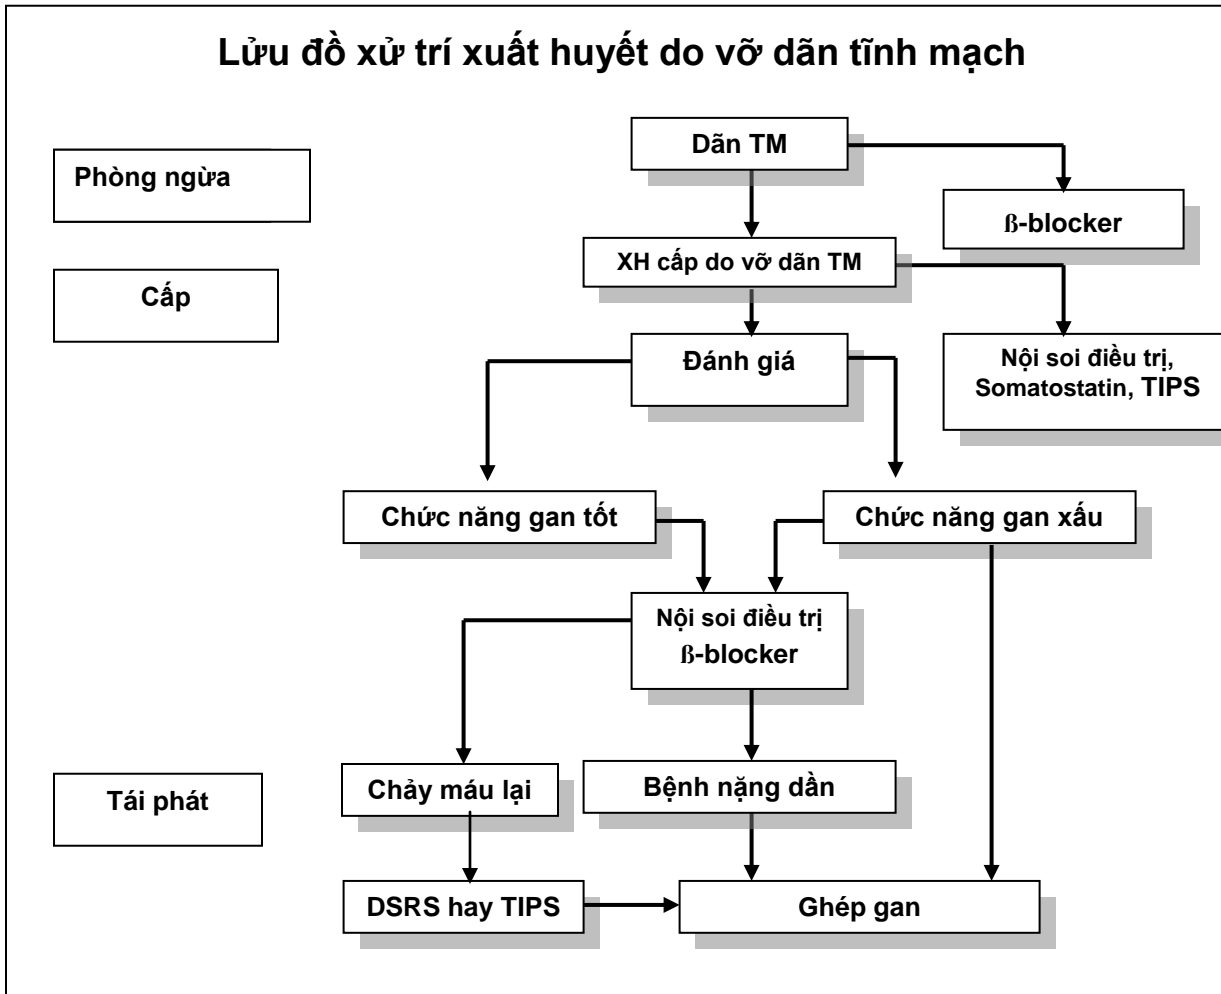 Lửu đồ xử trí xuất huyết do vỡ dãn tĩnh mạch
Dãn TM
Phòng ngừa
ß-blocker
XH cấp do vỡ dãn TM
Cấp
Đánh giá
Nội soi điều trị,
Somatostatin, TIPS
Chức năng gan tốt
Chức năng gan xấu
Nội soi điều trị
ß-blocker
Chảy máu lại
Bệnh nặng dần
Tái phát
DSRS hay TIPS
Ghép gan